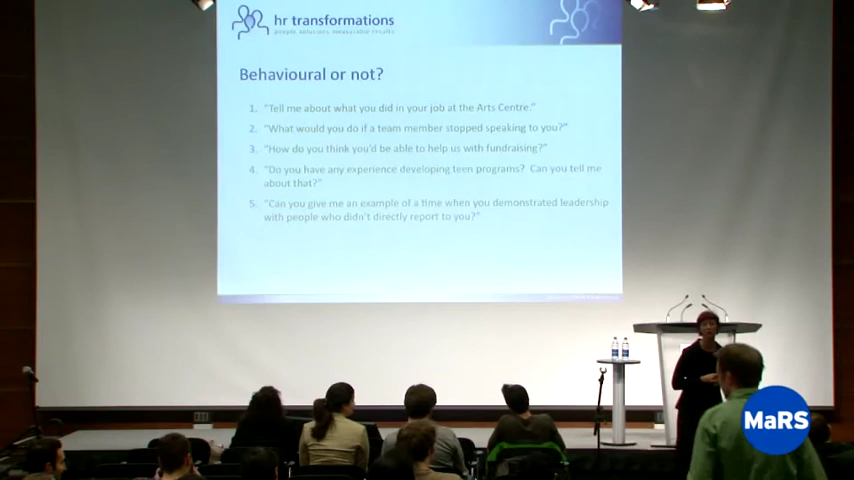 hr transformations
people solutions. measurable results
Behavioural or not?
1. "Tell me about what you did in your job at the Arts Centre."
2. "What would you do if a team member stopped speaking to you?"
3. "How do you think you'd be able to help us with fundraising?"
4. "Do you have any experience developing teen programs? Can you tell me
about that?"
5. "Can you give me an example of a time when you demonstrated leadership
with people who didn't directly report to you?"
MaRS